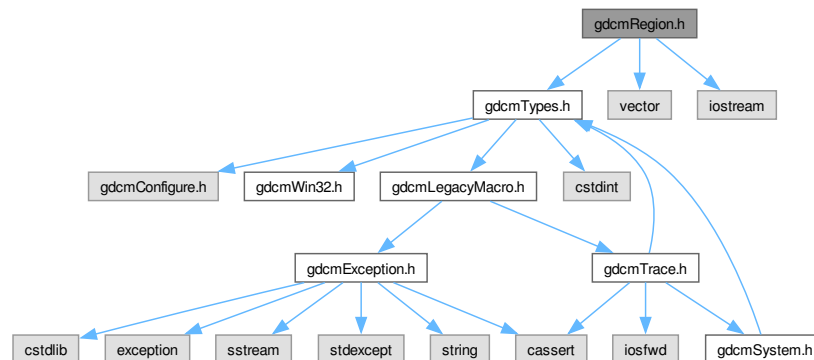 gdcmRegion.h
gdcmTypes.h
vector
iostream
gdcmConfigure.h
gdcmWin32.h
gdcmLegacyMacro.h
cstdint
gdcmException.h
gdcmTrace.h
cstdlib
exception
sstream
stdexcept
string
cassert
iosfwd
gdcmSystem.h